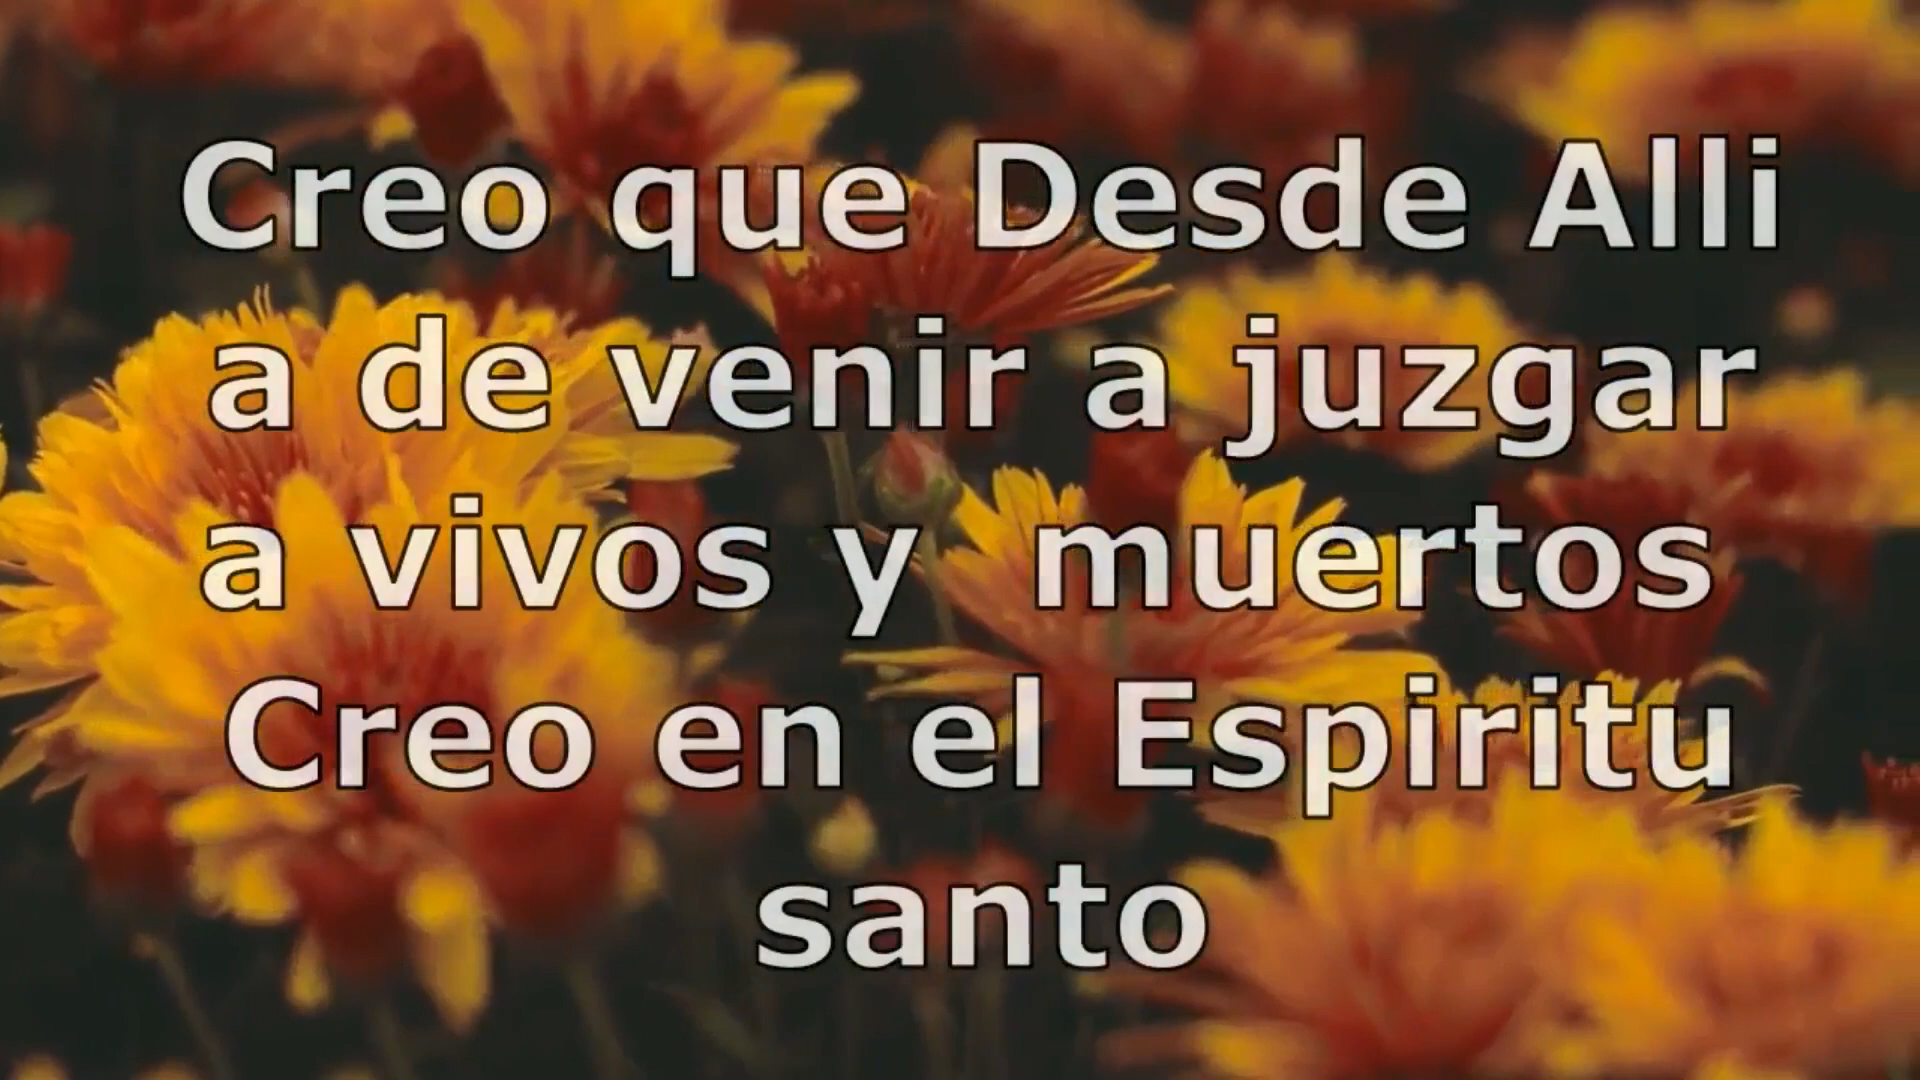 Creo que Desde Alli
a de venir a juzgar
a vivos y muertos
Creo en el Espiritu
santo